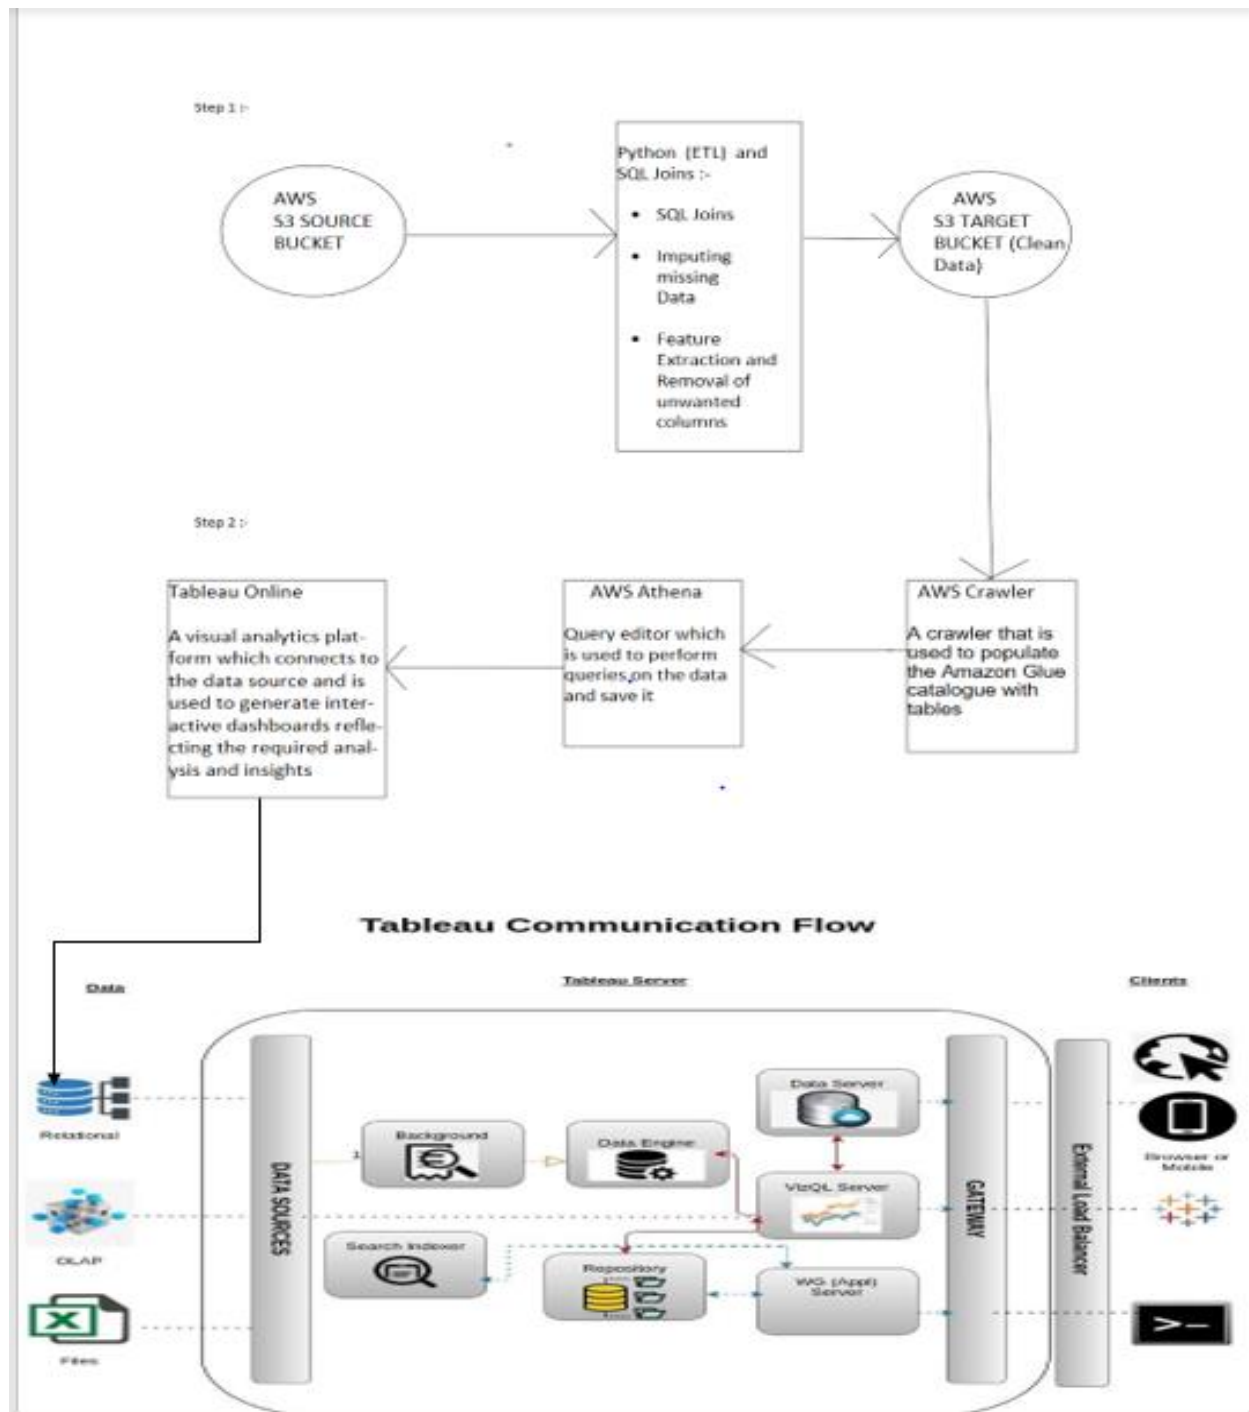 Step 1 :-
AWS
S3 SOURCE
BUCKET
Python (ETL) and
SQL Joins :-
• SQL Joins
• Imputing
missing
Data
• Feature
Extraction and
Removal of
unwanted
columns
AWS
S3 TARGET
BUCKET (Clean
Data)
Step 2 :-
Tableau Online
A visual analytics plat-
form which connects to
the data source and is
used to generate inter-
active dashboards refle-
cting the required anal-
ysis and insights
AWS Athena
Query editor which
is used to perform
queries on the data
and save it
AWS Crawler
A crawler that is
used to populate
the Amazon Glue
catalogue with
tables
Tableau Communication Flow
Data
Tableau Server
Clients
Relational
OLAP
Files
DATA SOURCES
1
Background
Data Engine
Data Server
VizQL Server
Search Indexer
Repository
WG (Appl)
Server
GATEWAY
External Load Balancer
Browser or
Mobile